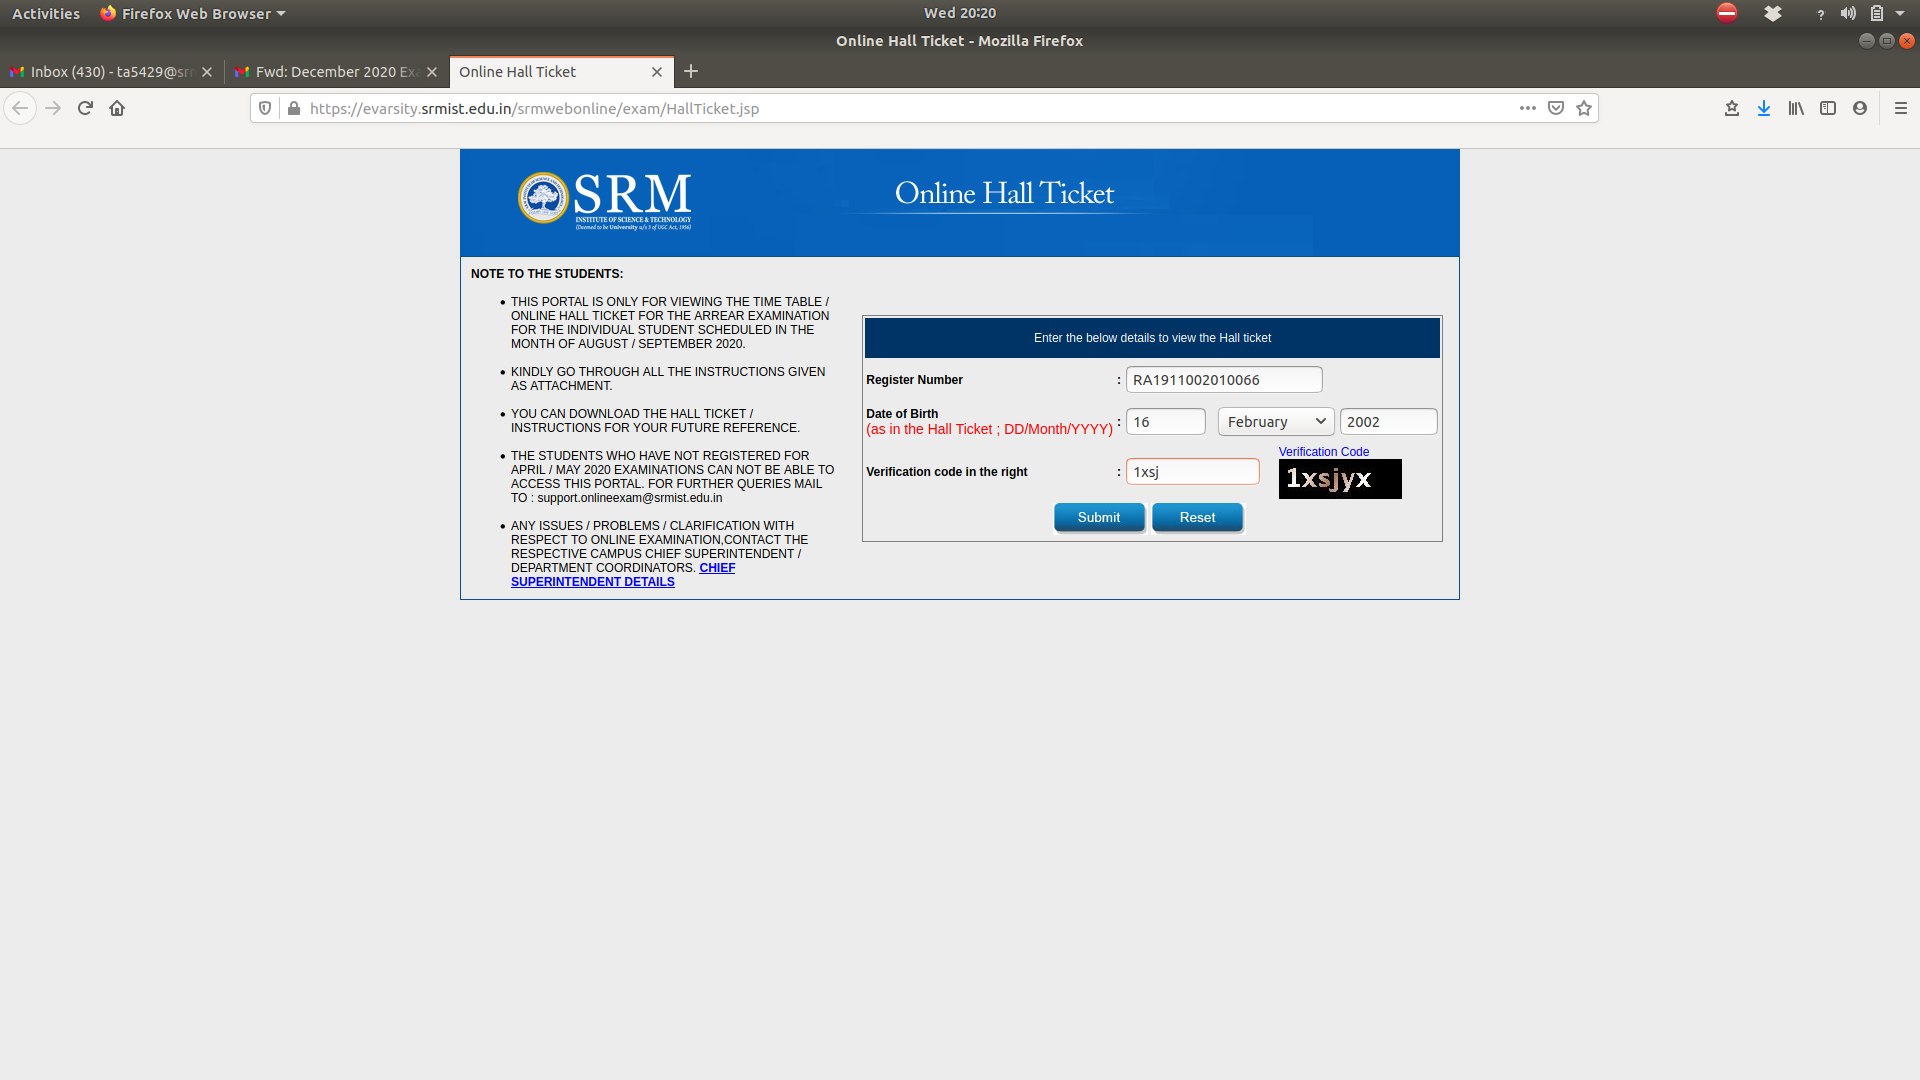 Activities Firefox Web Browser Wed 20:20
Online Hall Ticket - Mozilla Firefox
Inbox (430) - ta5429@sr Fwd: December 2020 Exa Online Hall Ticket
https://evarsity.srmist.edu.in/srmwebonline/exam/HallTicket.jsp
SRM
INSTITUTE OF SCIENCE & TECHNOLOGY
(Deemed to be University u/s 3 of UGC Act, 1956)
Online Hall Ticket
NOTE TO THE STUDENTS:
• THIS PORTAL IS ONLY FOR VIEWING THE TIME TABLE /
ONLINE HALL TICKET FOR THE ARREAR EXAMINATION
FOR THE INDIVIDUAL STUDENT SCHEDULED IN THE
MONTH OF AUGUST / SEPTEMBER 2020.
• KINDLY GO THROUGH ALL THE INSTRUCTIONS GIVEN
AS ATTACHMENT.
• YOU CAN DOWNLOAD THE HALL TICKET /
INSTRUCTIONS FOR YOUR FUTURE REFERENCE.
• THE STUDENTS WHO HAVE NOT REGISTERED FOR
APRIL / MAY 2020 EXAMINATIONS CAN NOT BE ABLE TO
ACCESS THIS PORTAL. FOR FURTHER QUERIES MAIL
TO : support.onlineexam@srmist.edu.in
• ANY ISSUES / PROBLEMS / CLARIFICATION WITH
RESPECT TO ONLINE EXAMINATION,CONTACT THE
RESPECTIVE CAMPUS CHIEF SUPERINTENDENT /
DEPARTMENT COORDINATORS. CHIEF
SUPERINTENDENT DETAILS
Enter the below details to view the Hall ticket
Register Number : RA1911002010066
Date of Birth
(as in the Hall Ticket ; DD/Month/YYYY) : 16 February 2002
Verification Code
Verification code in the right : 1xsj 1xsjyx
Submit Reset